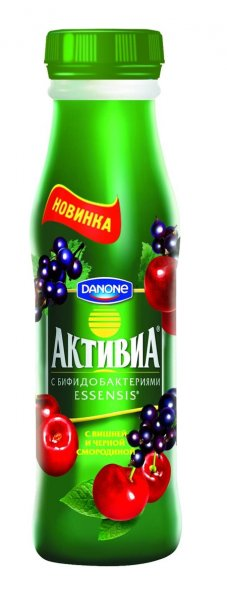 НОВИНКА
DANONE
АКТИВИА®
С БИФИДОБАКТЕРИЯМИ
ESSENSIS®
С ВИШНЕЙ
И ЧЕРНОЙ
СМОРОДИНОЙ